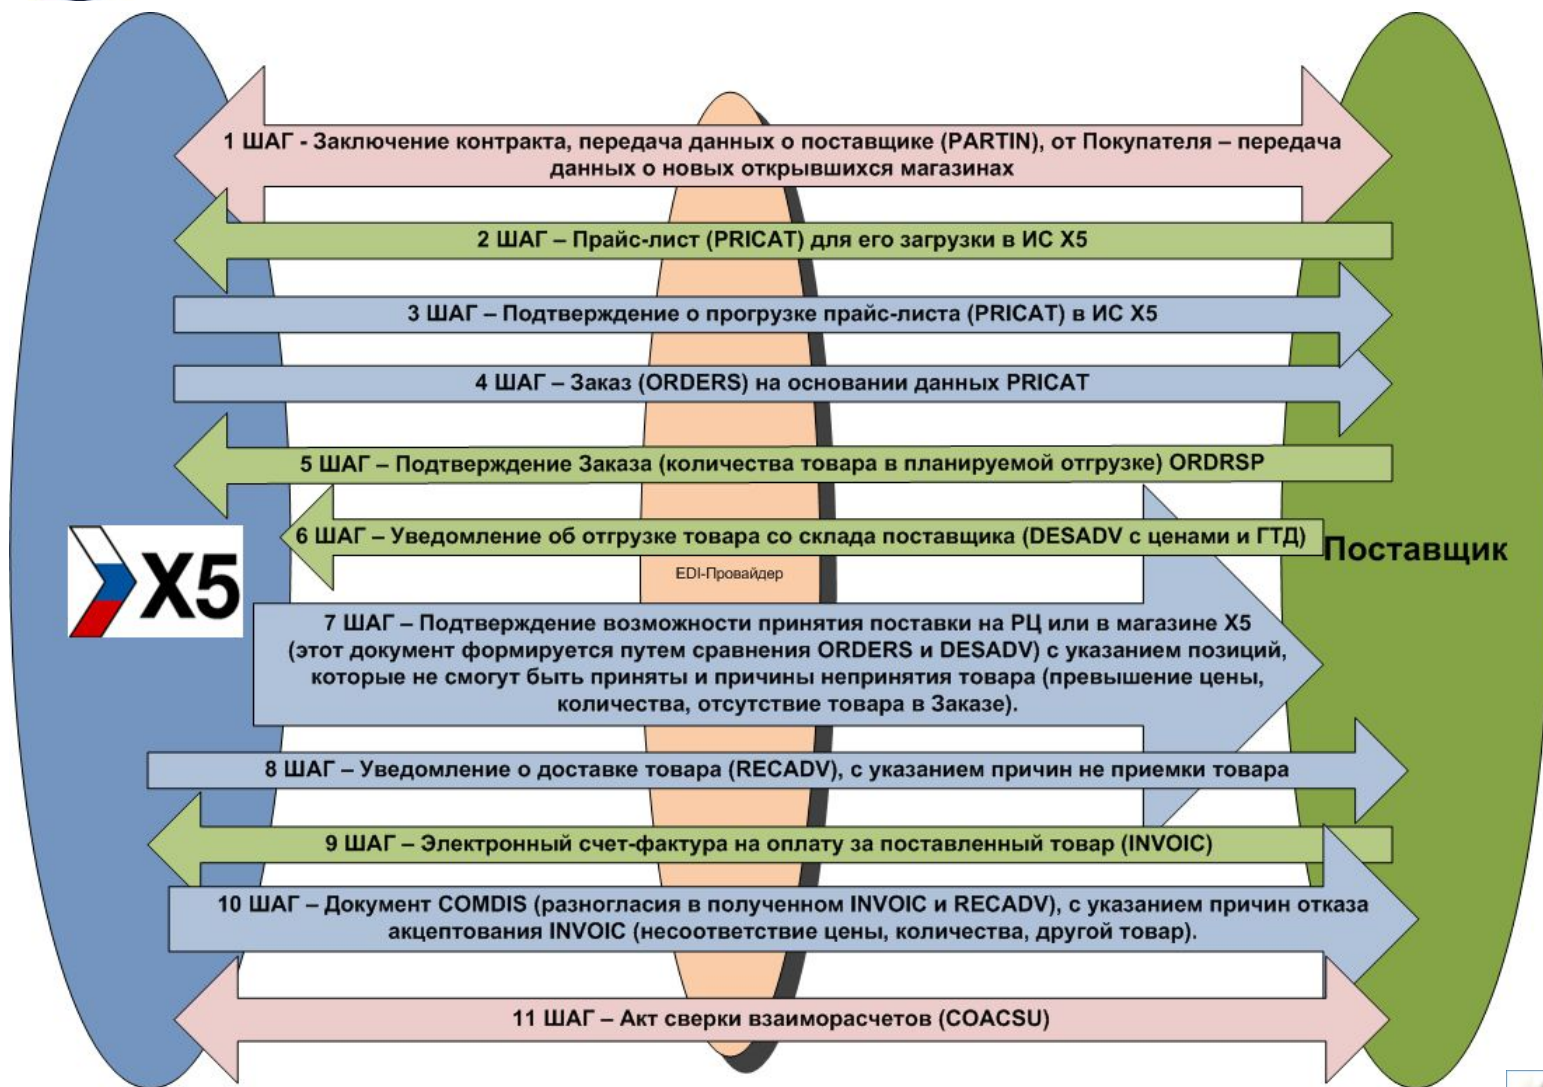 1 ШАГ - Заключение контракта, передача данных о поставщике (PARTIN), от Покупателя – передача
данных о новых открывшихся магазинах
2 ШАГ – Прайс-лист (PRICAT) для его загрузки в ИС X5
3 ШАГ – Подтверждение о прогрузке прайс-листа (PRICAT) в ИС X5
4 ШАГ – Заказ (ORDERS) на основании данных PRICAT
5 ШАГ – Подтверждение Заказа (количества товара в планируемой отгрузке) ORDRSP
6 ШАГ – Уведомление об отгрузке товара со склада поставщика (DESADV с ценами и ГТД)
Поставщик
EDI-Провайдер
X5
7 ШАГ – Подтверждение возможности принятия поставки на РЦ или в магазине X5
(этот документ формируется путем сравнения ORDERS и DESADV) с указанием позиций,
которые не смогут быть приняты и причины непринятия товара (превышение цены,
количества, отсутствие товара в Заказе).
8 ШАГ – Уведомление о доставке товара (RECADV), с указанием причин не приемки товара
9 ШАГ – Электронный счет-фактура на оплату за поставленный товар (INVOIC)
10 ШАГ – Документ COMDIS (разногласия в полученном INVOIC и RECADV), с указанием причин отказа
акцептования INVOIC (несоответствие цены, количества, другой товар).
11 ШАГ – Акт сверки взаиморасчетов (COACSU)